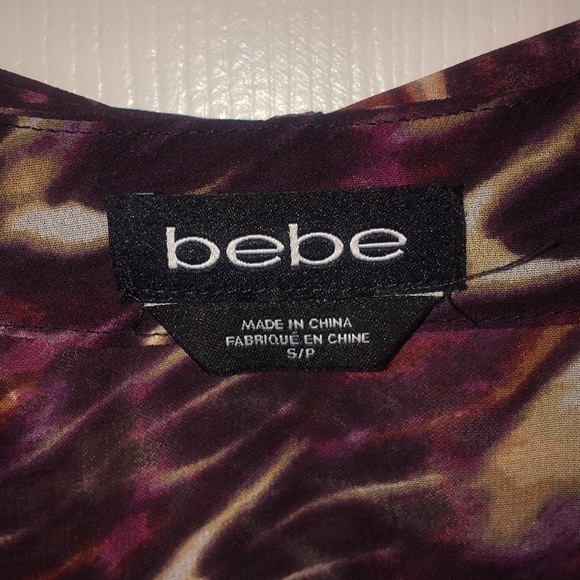 bebe
MADE IN CHINA
FABRIQUÉ EN CHINE
S/P